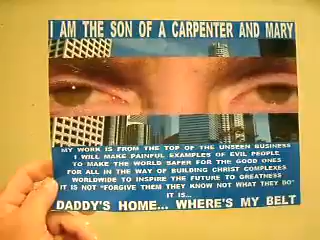 I AM THE SON OF A CARPENTER AND MARY
MY WORK IS FROM THE TOP OF THE UNSEEN BUSINESS
I WILL MAKE PAINFUL EXAMPLES OF EVIL PEOPLE
TO MAKE THE WORLD SAFER FOR THE GOOD ONES
FOR ALL IN THE WAY OF BUILDING CHRIST COMPLEXES
WORLDWIDE TO INSPIRE THE FUTURE TO GREATNESS
IT IS NOT "FORGIVE THEM THEY KNOW NOT WHAT THEY DO"
IT IS...
DADDY'S HOME... WHERE'S MY BELT